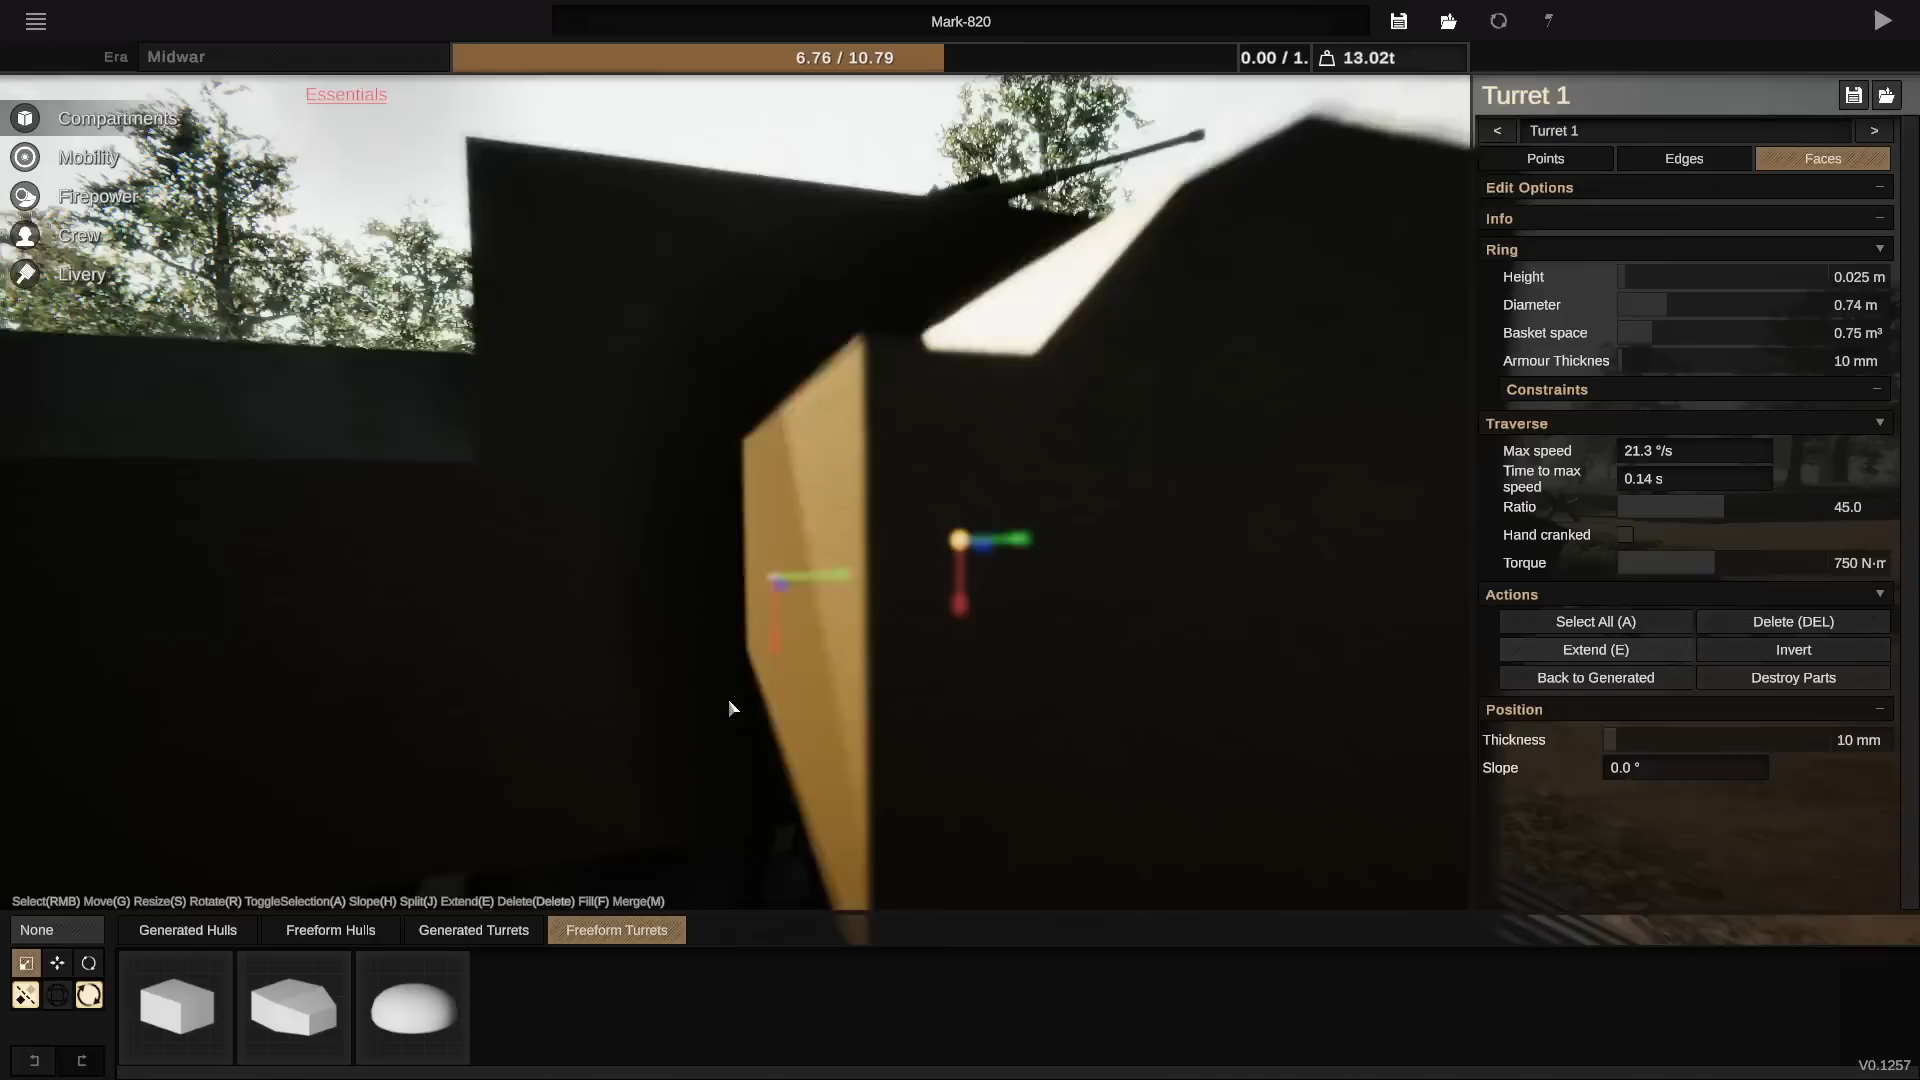 Mark-820
Era
Midwar
6.76 / 10.79
0.00 / 1.
13.02t
Essentials
Compartments
Mobility
Firepower
Crew
Livery
Turret 1
<
Turret 1
>
Points
Edges
Faces
Edit Options
Info
Ring
Height
0.025 m
Diameter
0.74 m
Basket space
0.75 m³
Armour Thicknes
10 mm
Constraints
Traverse
Max speed
21.3 °/s
Time to max
speed
0.14 s
Ratio
45.0
Hand cranked
Torque
750 N·m
Actions
Select All (A)
Delete (DEL)
Extend (E)
Invert
Back to Generated
Destroy Parts
Position
Thickness
10 mm
Slope
0.0 °
Select(RMB) Move(G) Resize(S) Rotate(R) ToggleSelection(A) Slope(H) Split(J) Extend(E) Delete(Delete) Fill(F) Merge(M)
None
Generated Hulls
Freeform Hulls
Generated Turrets
Freeform Turrets
V0.1257